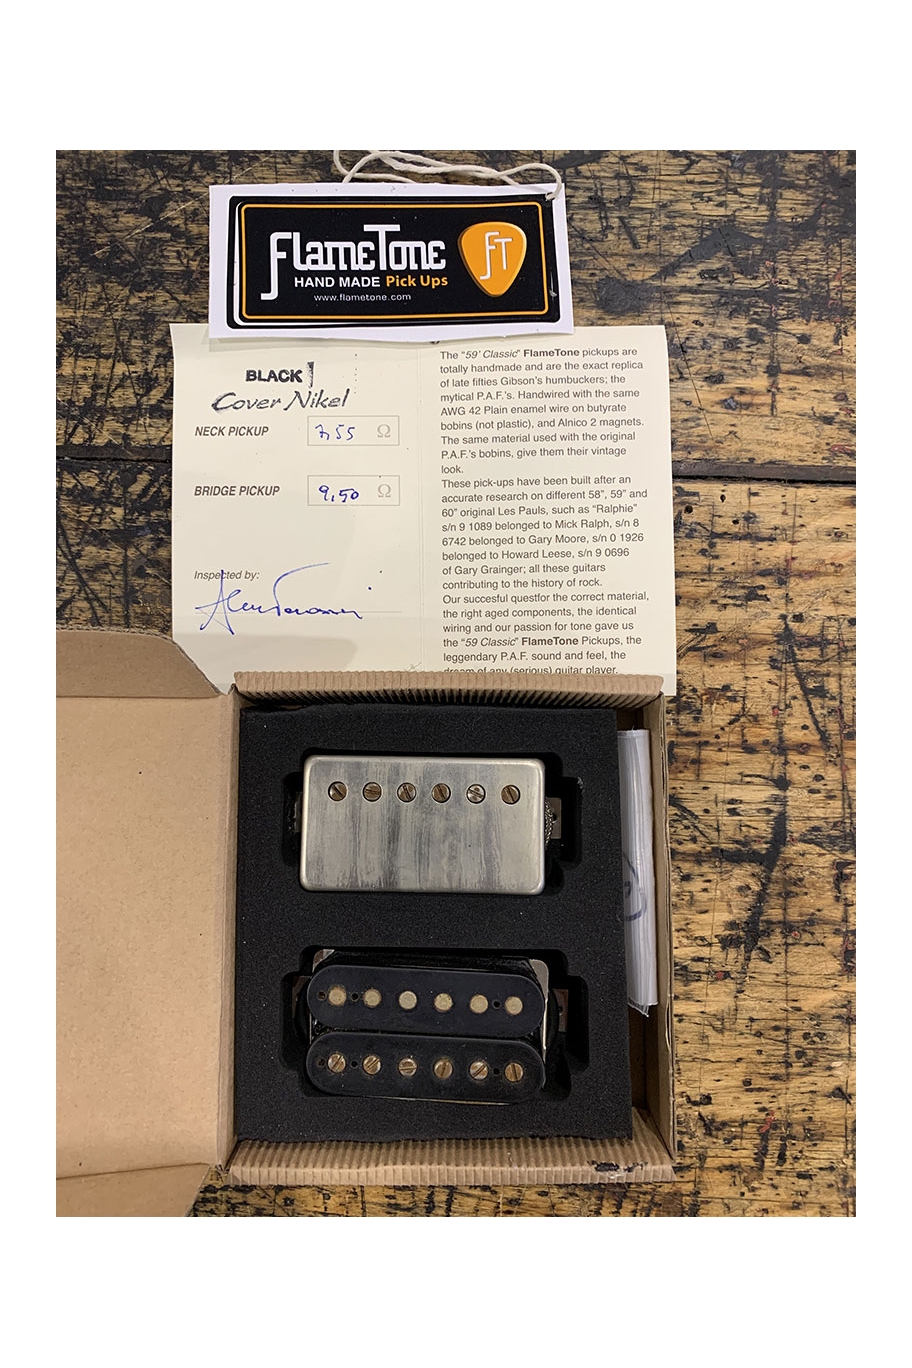 FlameTone
FT
HAND MADE Pick Ups
www.flametone.com
BLACK
Cover Nikel
NECK PICKUP 7,55 Ω
BRIDGE PICKUP 9,50 Ω
Inspected by:
The "59' Classic" FlameTone pickups are
totally handmade and are the exact replica
of late fifties Gibson's humbuckers; the
mytical P.A.F.'s. Handwired with the same
AWG 42 Plain enamel wire on butyrate
bobins (not plastic), and Alnico 2 magnets.
The same material used with the original
P.A.F.'s bobins, give them their vintage
look.
These pick-ups have been built after an
accurate research on different 58", 59" and
60" original Les Pauls, such as "Ralphie"
s/n 9 1089 belonged to Mick Ralph, s/n 8
6742 belonged to Gary Moore, s/n 0 1926
belonged to Howard Leese, s/n 9 0696
of Gary Grainger; all these guitars
contributing to the history of rock.
Our succesful questfor the correct material,
the right aged components, the identical
wiring and our passion for tone gave us
the "59 Classic" FlameTone Pickups, the
leggendary P.A.F. sound and feel, the
dream of any (serious) guitar player.